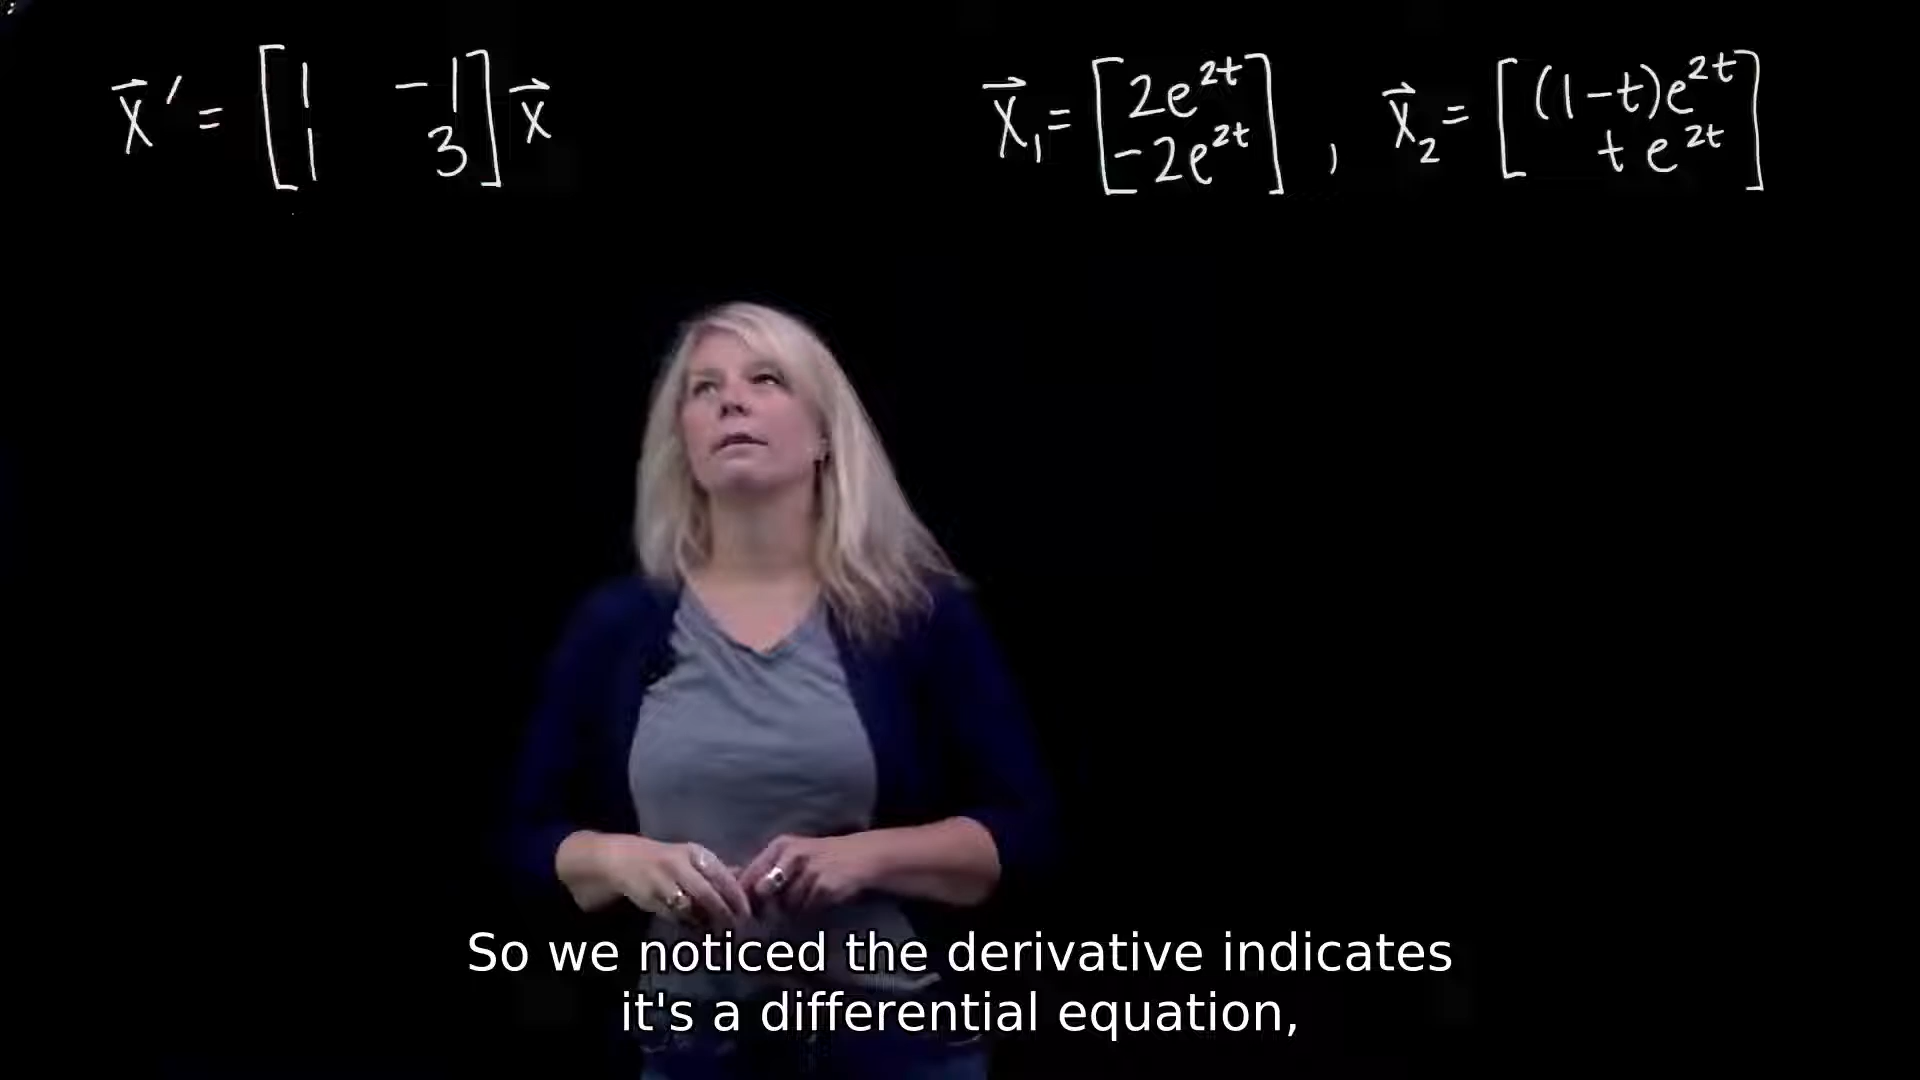 x⃗′ = [1 −1; 1 3] x⃗
x⃗₁ = [2e^{2t}; −2e^{2t}] , x⃗₂ = [(1−t)e^{2t}; te^{2t}]
So we noticed the derivative indicates
it's a differential equation,